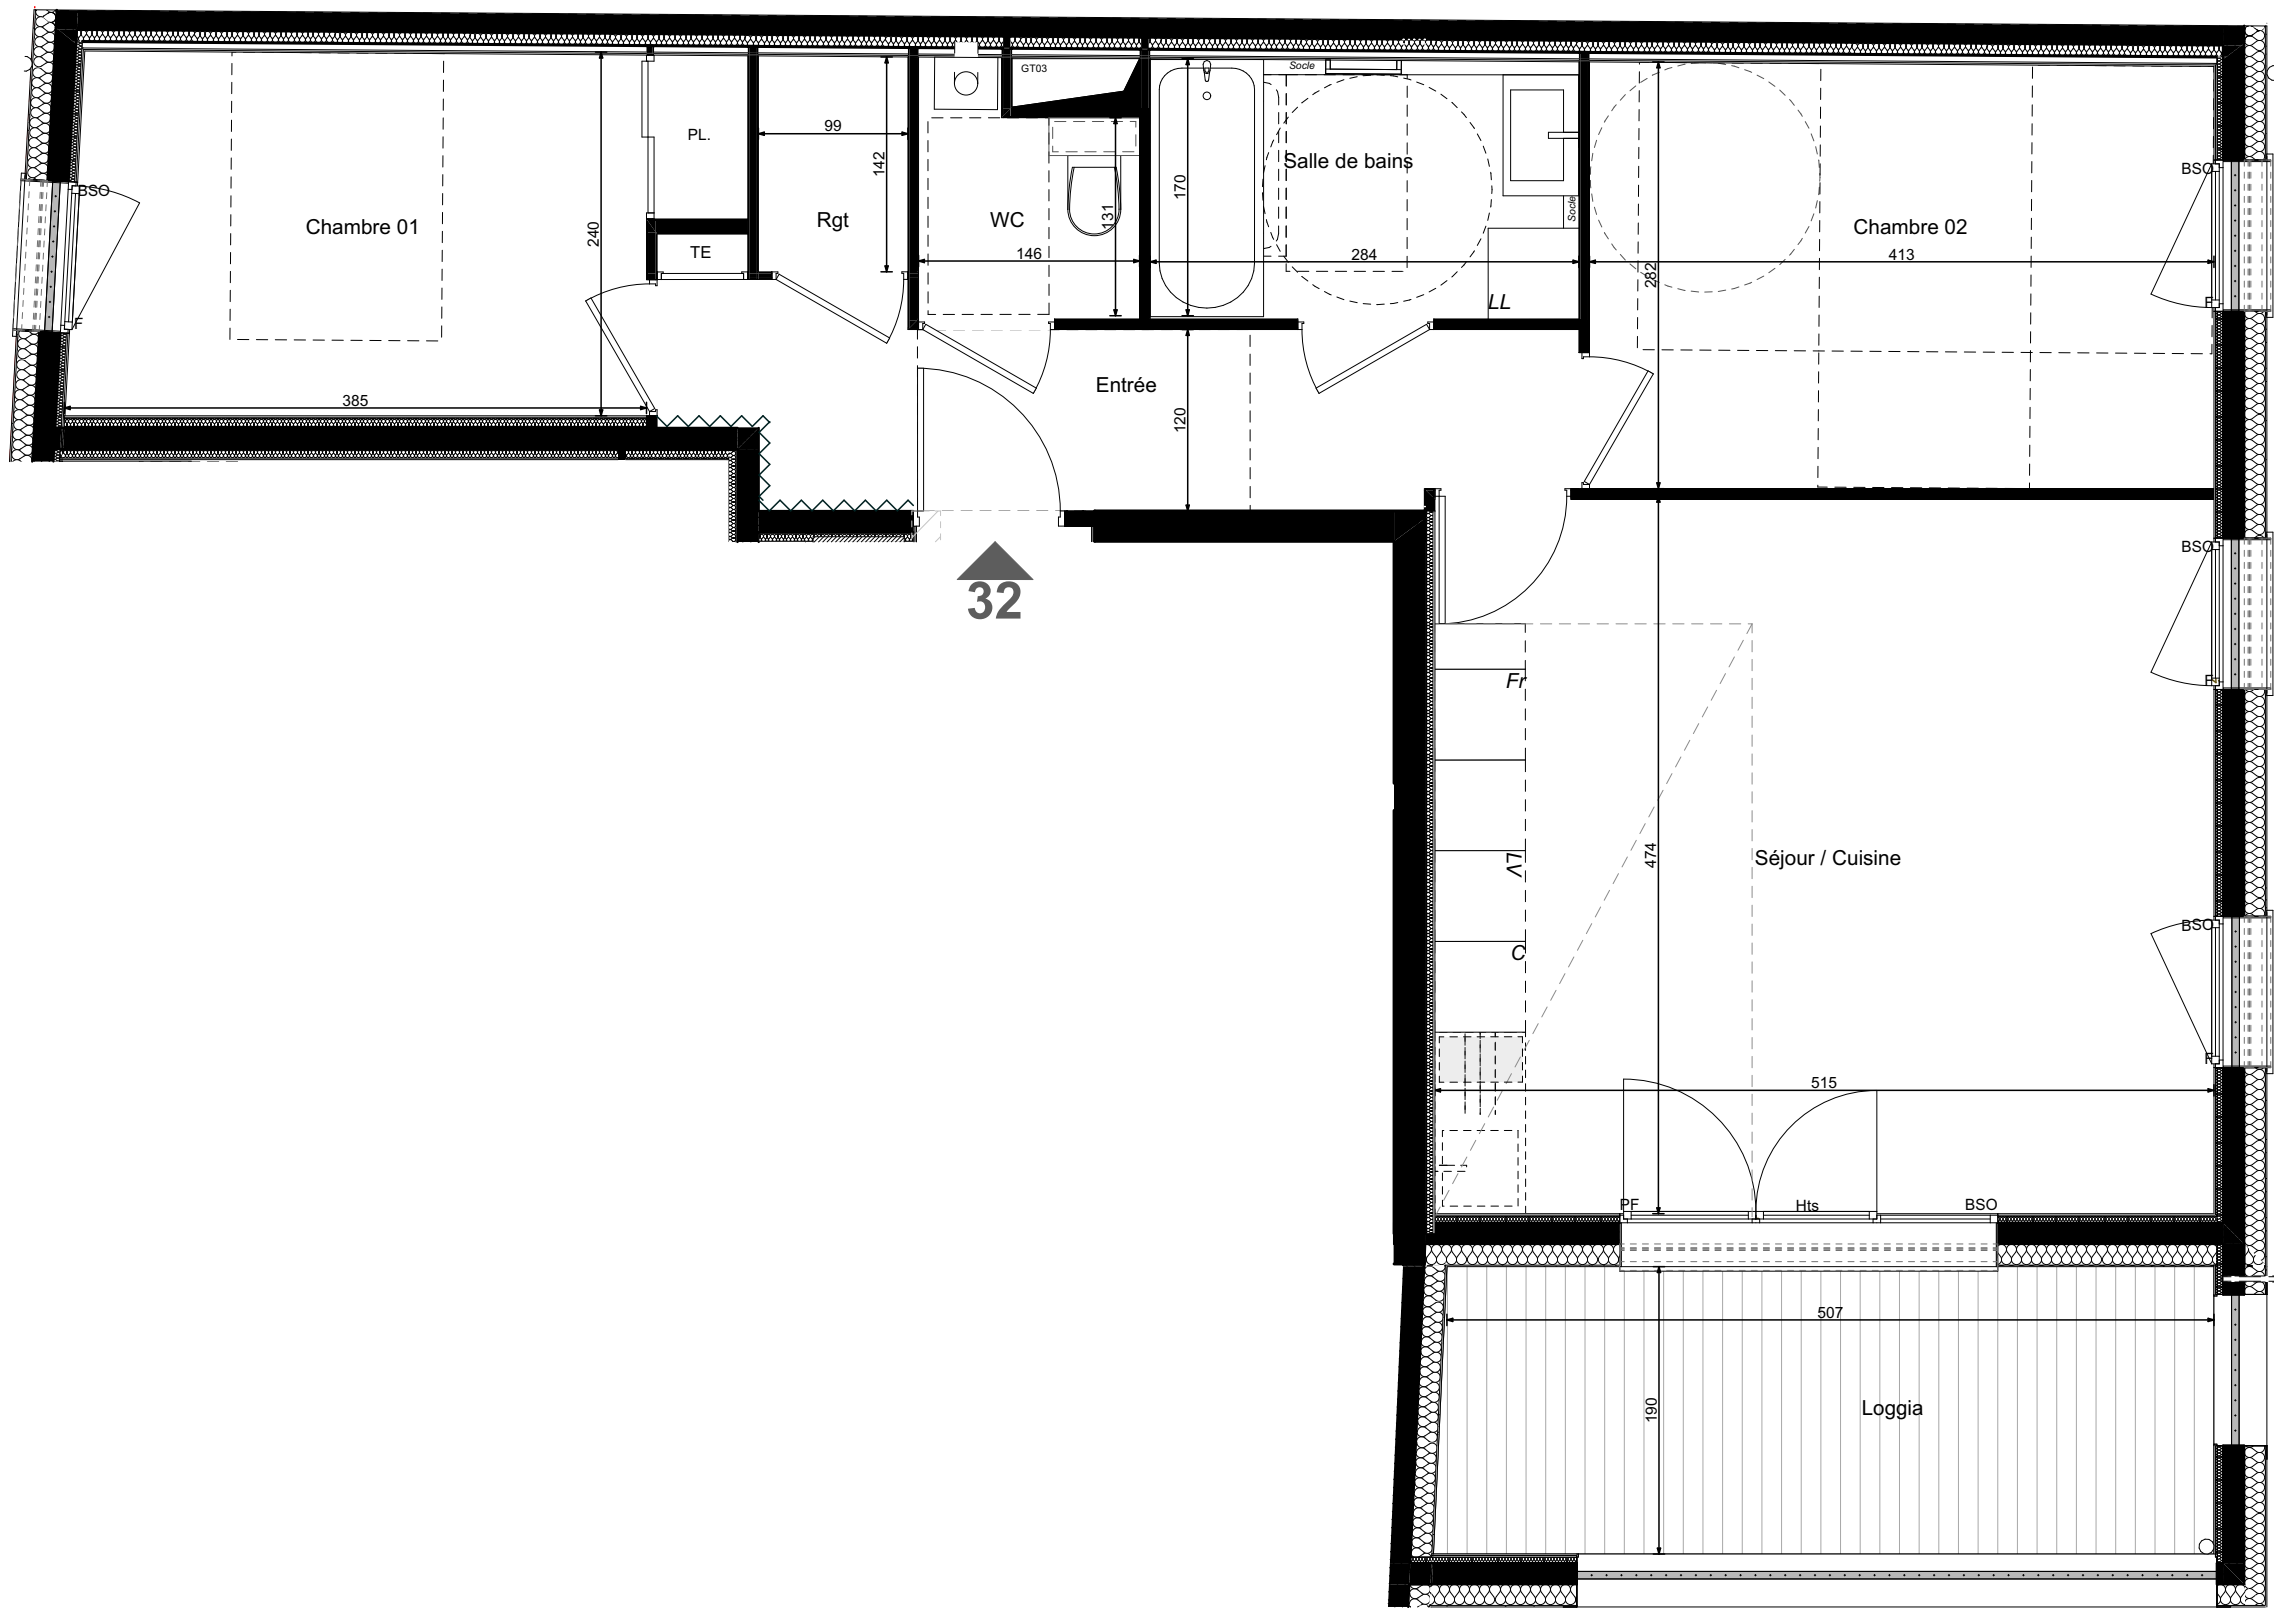 GT03
Socle
PL.
99
142
Salle de bains
BSO
BSO
170
131
Socle
Chambre 01
240
Rgt
WC
Chambre 02
TE
146
284
413
282
LL
F
F
385
Entrée
120
BSO
32
Fr
F
474
Séjour / Cuisine
LV
C
BSO
F
515
PF
Hts
BSO
507
190
Loggia